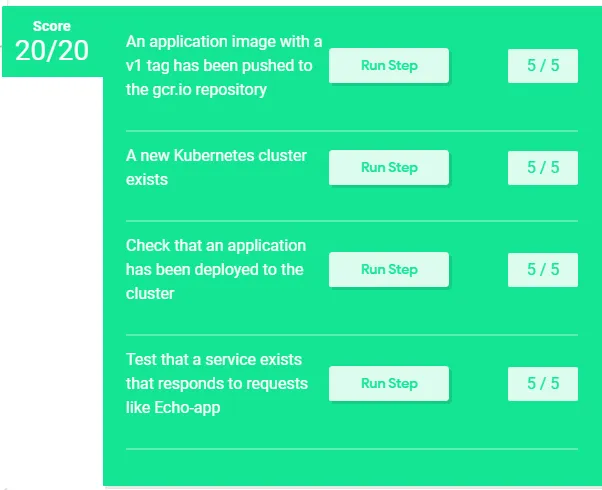 Score
20/20
An application image with a
v1 tag has been pushed to
the gcr.io repository
Run Step
5 / 5
A new Kubernetes cluster
exists
Run Step
5 / 5
Check that an application
has been deployed to the
cluster
Run Step
5 / 5
Test that a service exists
that responds to requests
like Echo-app
Run Step
5 / 5